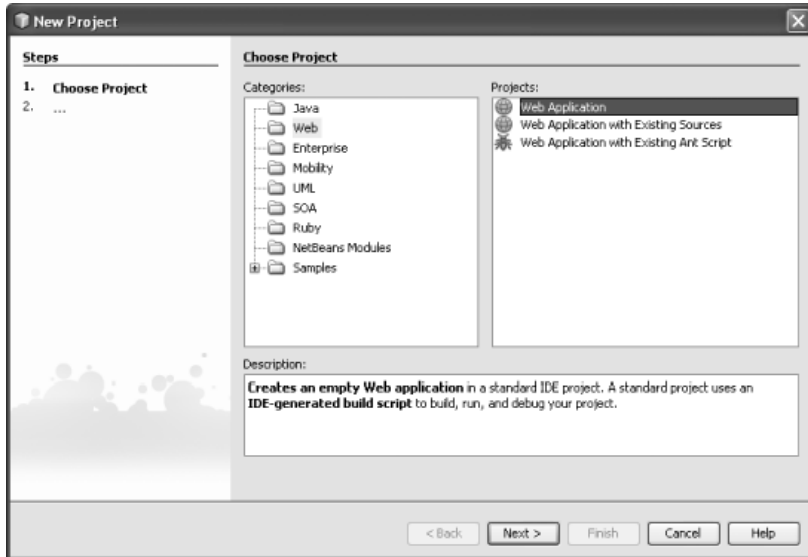 New Project
Steps
1. Choose Project
2. ...
Choose Project
Categories:
Java
Web
Enterprise
Mobility
UML
SOA
Ruby
NetBeans Modules
Samples
Projects:
Web Application
Web Application with Existing Sources
Web Application with Existing Ant Script
Description:
Creates an empty Web application in a standard IDE project. A standard project uses an
IDE-generated build script to build, run, and debug your project.
< Back
Next >
Finish
Cancel
Help